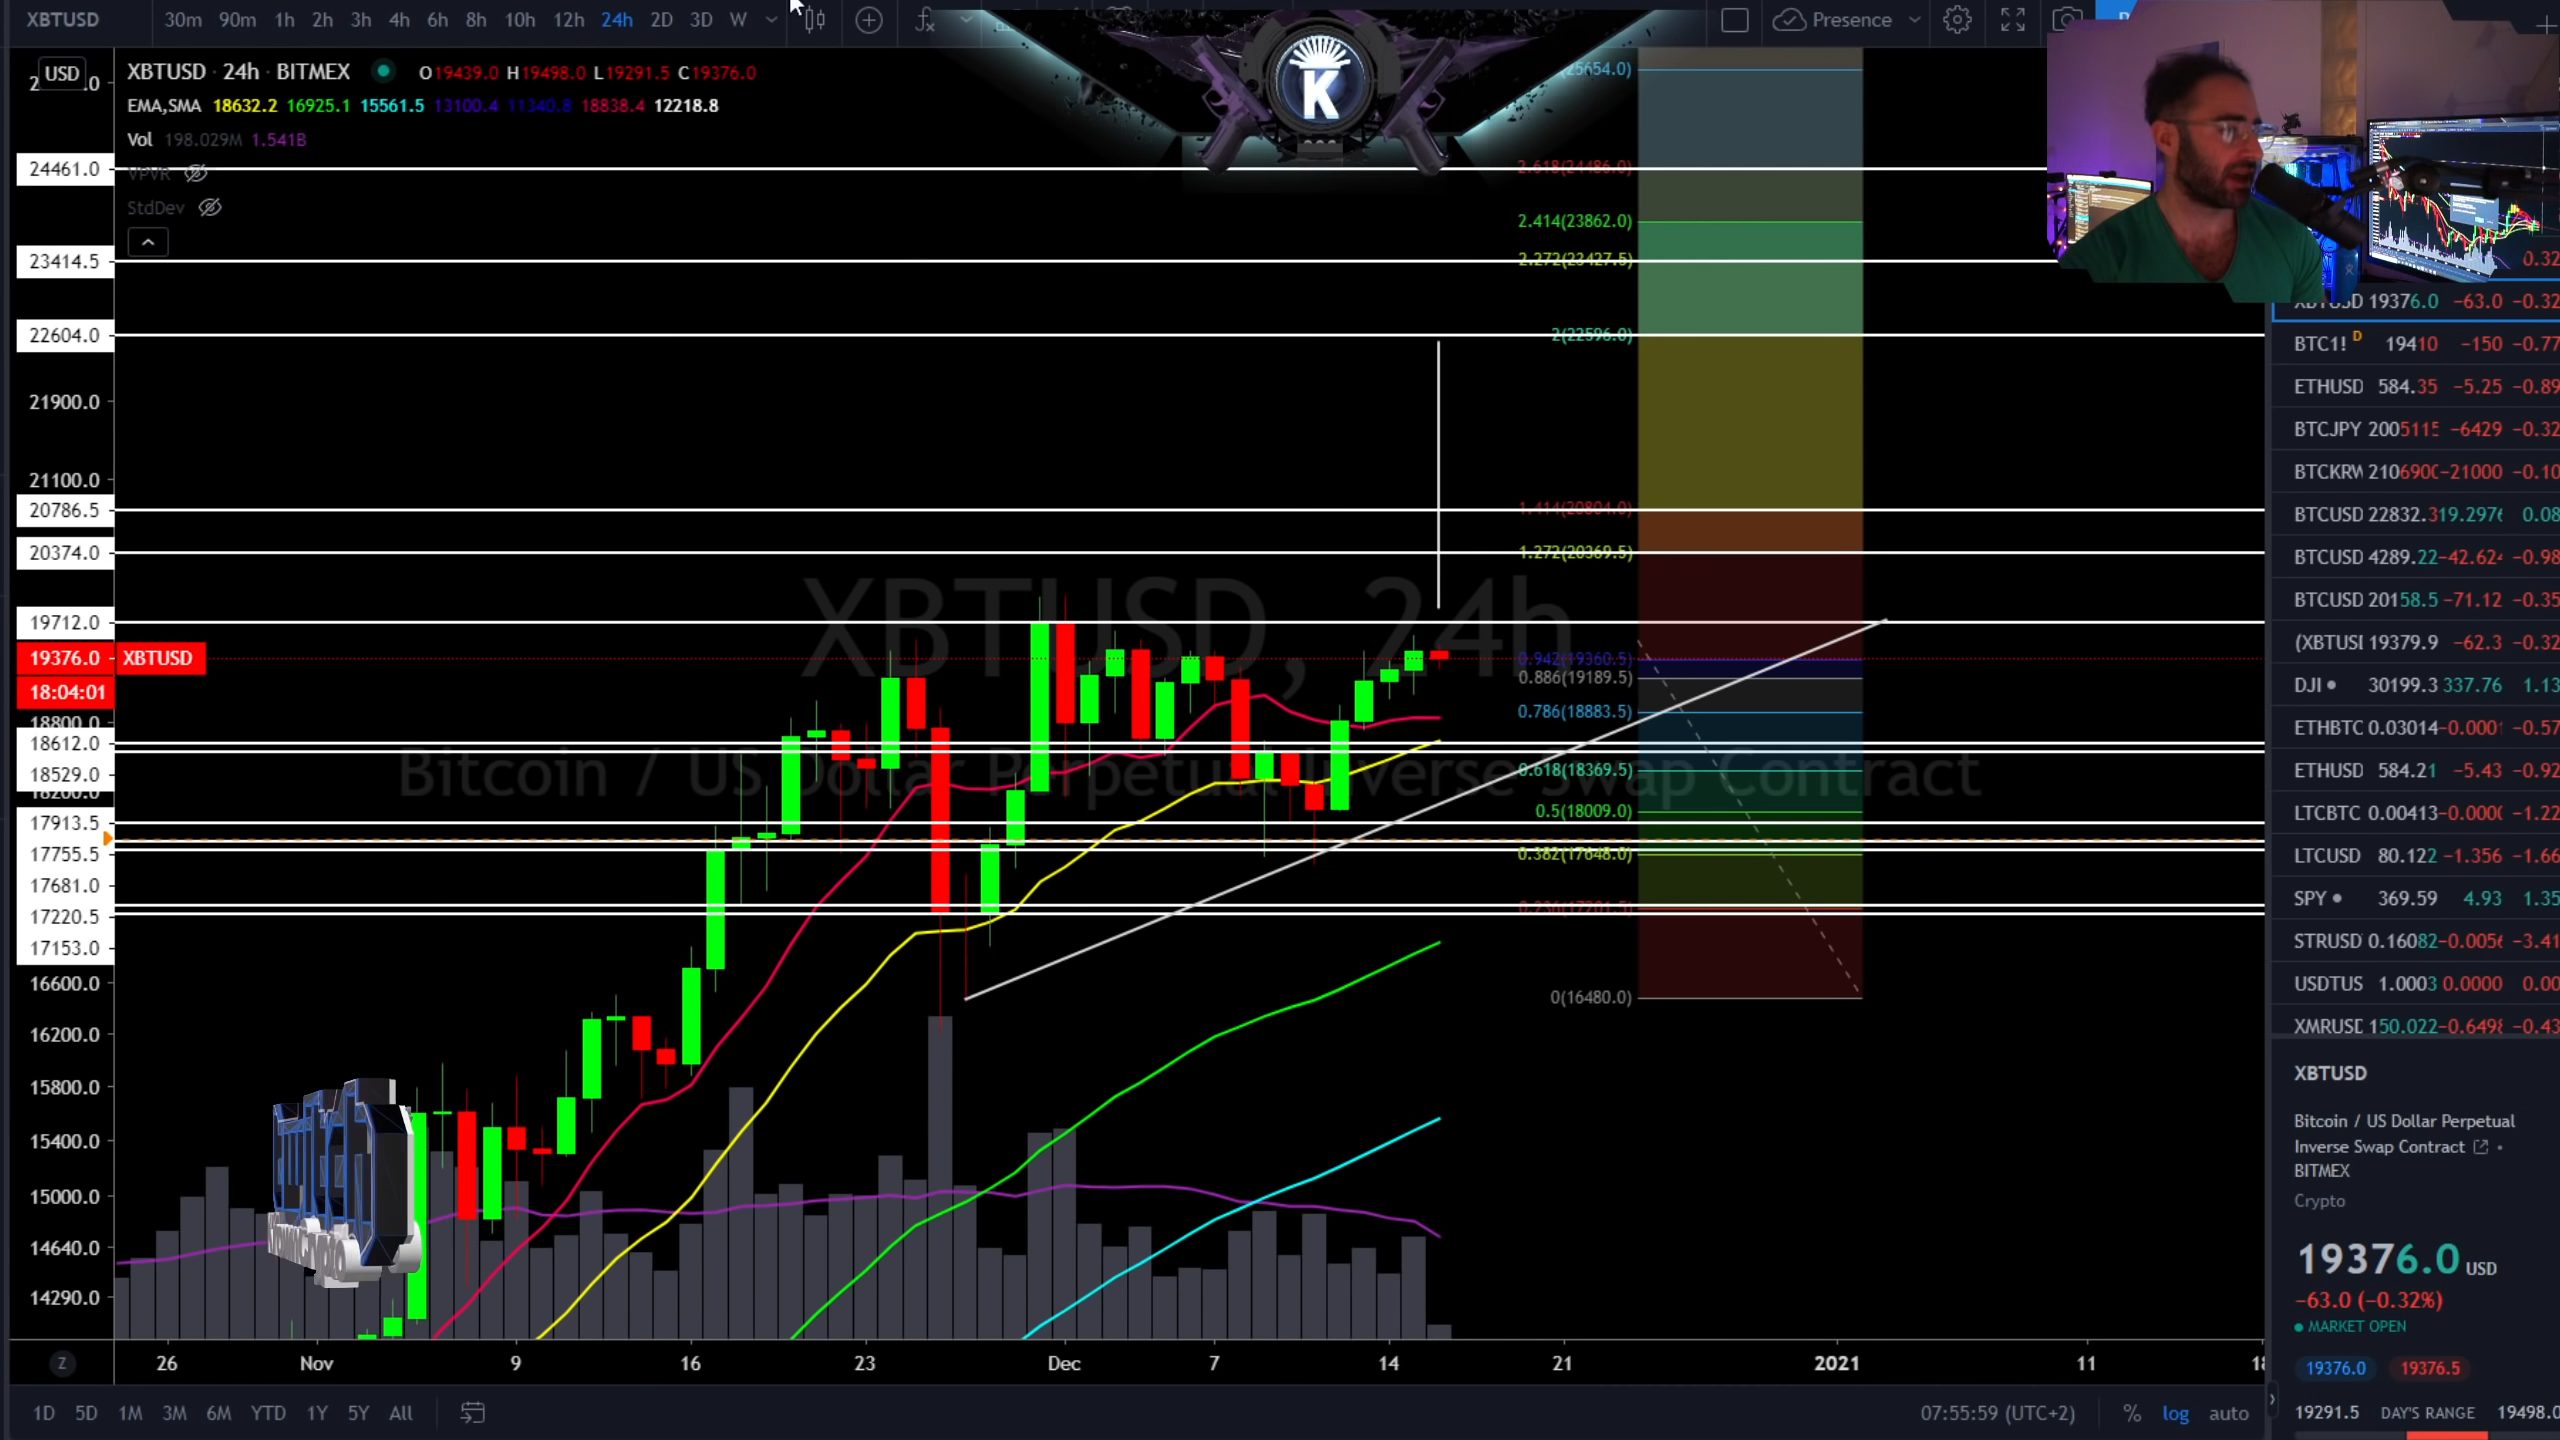 XBTUSD 30m 90m 1h 2h 3h 4h 6h 8h 10h 12h 24h 2D 3D W Presence
USD
XBTUSD · 24h · BITMEX O19439.0 H19498.0 L19291.5 C19376.0
EMA,SMA 18632.2 16925.1 15561.5 13100.4 11340.8 18838.4 12218.8
Vol 198.029M 1.541B
VPVR
StdDev
K
24461.0
23414.5
22604.0
21900.0
21100.0
20786.5
20374.0
19712.0
19376.0 XBTUSD
18:04:01
18800.0
18612.0
18529.0
18200.0
17913.5
17755.5
17681.0
17220.5
17153.0
16600.0
16200.0
15800.0
15400.0
15000.0
14640.0
14290.0
XBTUSD, 24h
Bitcoin / US Dollar Perpetual Inverse Swap Contract
(25654.0)
2.618(24486.0)
2.414(23862.0)
2.272(23427.5)
2(22596.0)
1.414(20804.0)
1.272(20369.5)
0.942(19360.5)
0.886(19189.5)
0.786(18883.5)
0.618(18369.5)
0.5(18009.0)
0.382(17648.0)
0.236(17201.5)
0(16480.0)
26 Nov 9 16 23 Dec 7 14 21 2021 11
Z
1D 5D 1M 3M 6M YTD 1Y 5Y All
07:55:59 (UTC+2) % log auto
0.32
XBTUSD 19376.0 −63.0 −0.32
BTC1! D 19410 −150 −0.77
ETHUSD 584.35 −5.25 −0.89
BTCJPY 2005115 −6429 −0.32
BTCKRW 2106900 −21000 −0.10
BTCUSD 22832.3 19.2976 0.08
BTCUSD 4289.22 −42.624 −0.98
BTCUSD 20158.5 −71.12 −0.35
(XBTUSI 19379.9 −62.3 −0.32
DJI 30199.3 337.76 1.13
ETHBTC 0.03014 −0.000 −0.57
ETHUSD 584.21 −5.43 −0.92
LTCBTC 0.00413 −0.000 −1.22
LTCUSD 80.122 −1.356 −1.66
SPY 369.59 4.93 1.35
STRUSD 0.16082 −0.0056 −3.41
USDTUS 1.0003 0.0000 0.00
XMRUSD 150.022 −0.6498 −0.43
XBTUSD
Bitcoin / US Dollar Perpetual
Inverse Swap Contract
BITMEX
Crypto
19376.0 USD
−63.0 (−0.32%)
MARKET OPEN
19376.0 19376.5
19291.5 DAY'S RANGE 19498.0